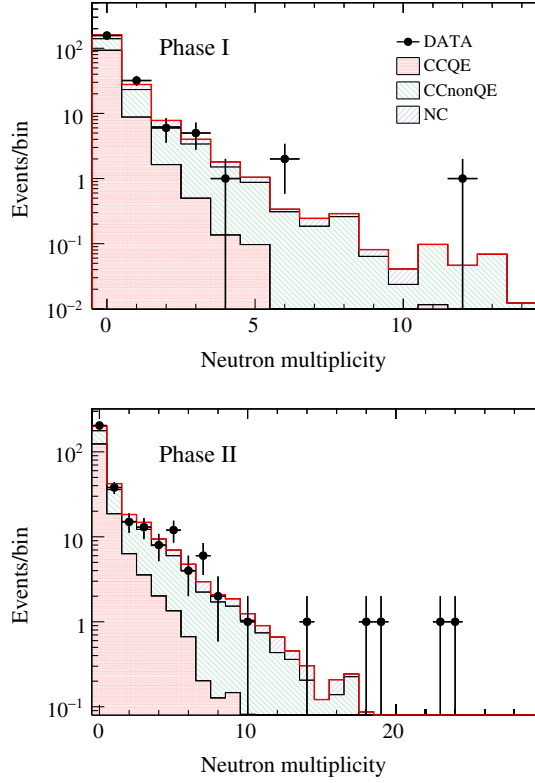 Phase I
DATA
CCQE
CCnonQE
NC
Events/bin
10²
10
1
10⁻¹
10⁻²
0 5 10
Neutron multiplicity
Phase II
Events/bin
10²
10
1
10⁻¹
0 10 20
Neutron multiplicity